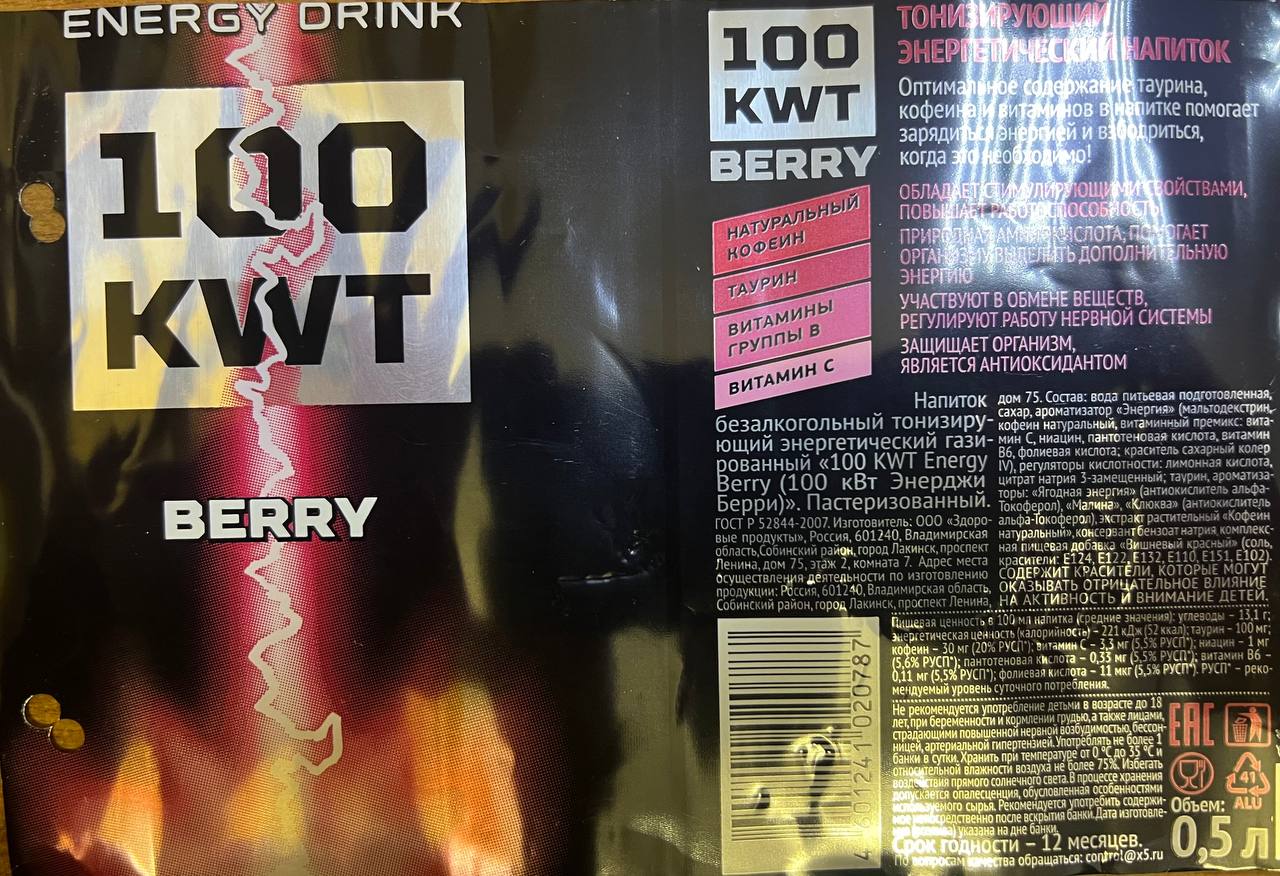 ENERGY DRINK
100
KWT
BERRY
100
KWT
BERRY
НАТУРАЛЬНЫЙ
КОФЕИН
ТАУРИН
ВИТАМИНЫ
ГРУППЫ В
ВИТАМИН С
ТОНИЗИРУЮЩИЙ
ЭНЕРГЕТИЧЕСКИЙ НАПИТОК
Оптимальное содержание таурина,
кофеина и витаминов в напитке помогает
зарядиться энергией и взбодриться,
когда это необходимо!
ОБЛАДАЕТ СТИМУЛИРУЮЩИМИ СВОЙСТВАМИ,
ПОВЫШАЕТ РАБОТОСПОСОБНОСТЬ
ПРИРОДНАЯ АМИНОКИСЛОТА, ПОМОГАЕТ
ОРГАНИЗМУ ВЫДЕЛИТЬ ДОПОЛНИТЕЛЬНУЮ
ЭНЕРГИЮ
УЧАСТВУЮТ В ОБМЕНЕ ВЕЩЕСТВ,
РЕГУЛИРУЮТ РАБОТУ НЕРВНОЙ СИСТЕМЫ
ЗАЩИЩАЕТ ОРГАНИЗМ,
ЯВЛЯЕТСЯ АНТИОКСИДАНТОМ
Напиток
безалкогольный тонизиру-
ющий энергетический гази-
рованный «100 KWT Energy
Berry (100 кВт Энерджи
Берри)». Пастеризованный.
ГОСТ Р 52844-2007. Изготовитель: ООО «Здоро-
вые продукты», Россия, 601240, Владимирская
область, Собинский район, город Лакинск, проспект
Ленина, дом 75, этаж 2, комната 7. Адрес места
осуществления деятельности по изготовлению
продукции: Россия, 601240, Владимирская область,
Собинский район, город Лакинск, проспект Ленина,
дом 75. Состав: вода питьевая подготовленная,
сахар, ароматизатор «Энергия» (мальтодекстрин,
кофеин натуральный, витаминный премикс: вита-
мин С, ниацин, пантотеновая кислота, витамин
В6, фолиевая кислота; краситель сахарный колер
IV), регуляторы кислотности: лимонная кислота,
цитрат натрия 3-замещенный; таурин, ароматиза-
торы: «Ягодная энергия» (антиокислитель альфа-
Токоферол), «Малина», «Клюква» (антиокислитель
альфа-Токоферол), экстракт растительный «Кофеин
натуральный», консервант бензоат натрия, комплекс-
ная пищевая добавка «Вишневый красный» (соль,
красители: Е124, Е122, Е132, Е110, Е151, Е102).
СОДЕРЖИТ КРАСИТЕЛИ, КОТОРЫЕ МОГУТ
ОКАЗЫВАТЬ ОТРИЦАТЕЛЬНОЕ ВЛИЯНИЕ
НА АКТИВНОСТЬ И ВНИМАНИЕ ДЕТЕЙ.
Пищевая ценность в 100 мл напитка (средние значения): углеводы – 13,1 г;
энергетическая ценность (калорийность) – 221 кДж (52 ккал); таурин – 100 мг;
кофеин – 30 мг (20% РУСП*); витамин С – 3,3 мг (5,5% РУСП*); ниацин – 1 мг
(5,6% РУСП*); пантотеновая кислота – 0,33 мг (5,5% РУСП*); витамин В6 –
0,11 мг (5,5% РУСП*); фолиевая кислота – 11 мкг (5,5% РУСП*). РУСП* – реко-
мендуемый уровень суточного потребления.
Не рекомендуется употребление детьми в возрасте до 18
лет, при беременности и кормлении грудью, а также лицами,
страдающими повышенной нервной возбудимостью, бессон-
ницей, артериальной гипертензией. Употреблять не более 1
банки в сутки. Хранить при температуре от 0 °С до 35 °С и
относительной влажности воздуха не более 75%. Избегать
воздействия прямого солнечного света. В процессе хранения
допускается опалесценция, обусловленная особенностями
используемого сырья. Рекомендуется употребить содержи-
мое непосредственно после вскрытия банки. Дата изготовле-
указана на дне банки.
Срок годности – 12 месяцев.
По вопросам качества обращаться: control@x5.ru
EAC
41
ALU
Объем:
0,5 л
020787